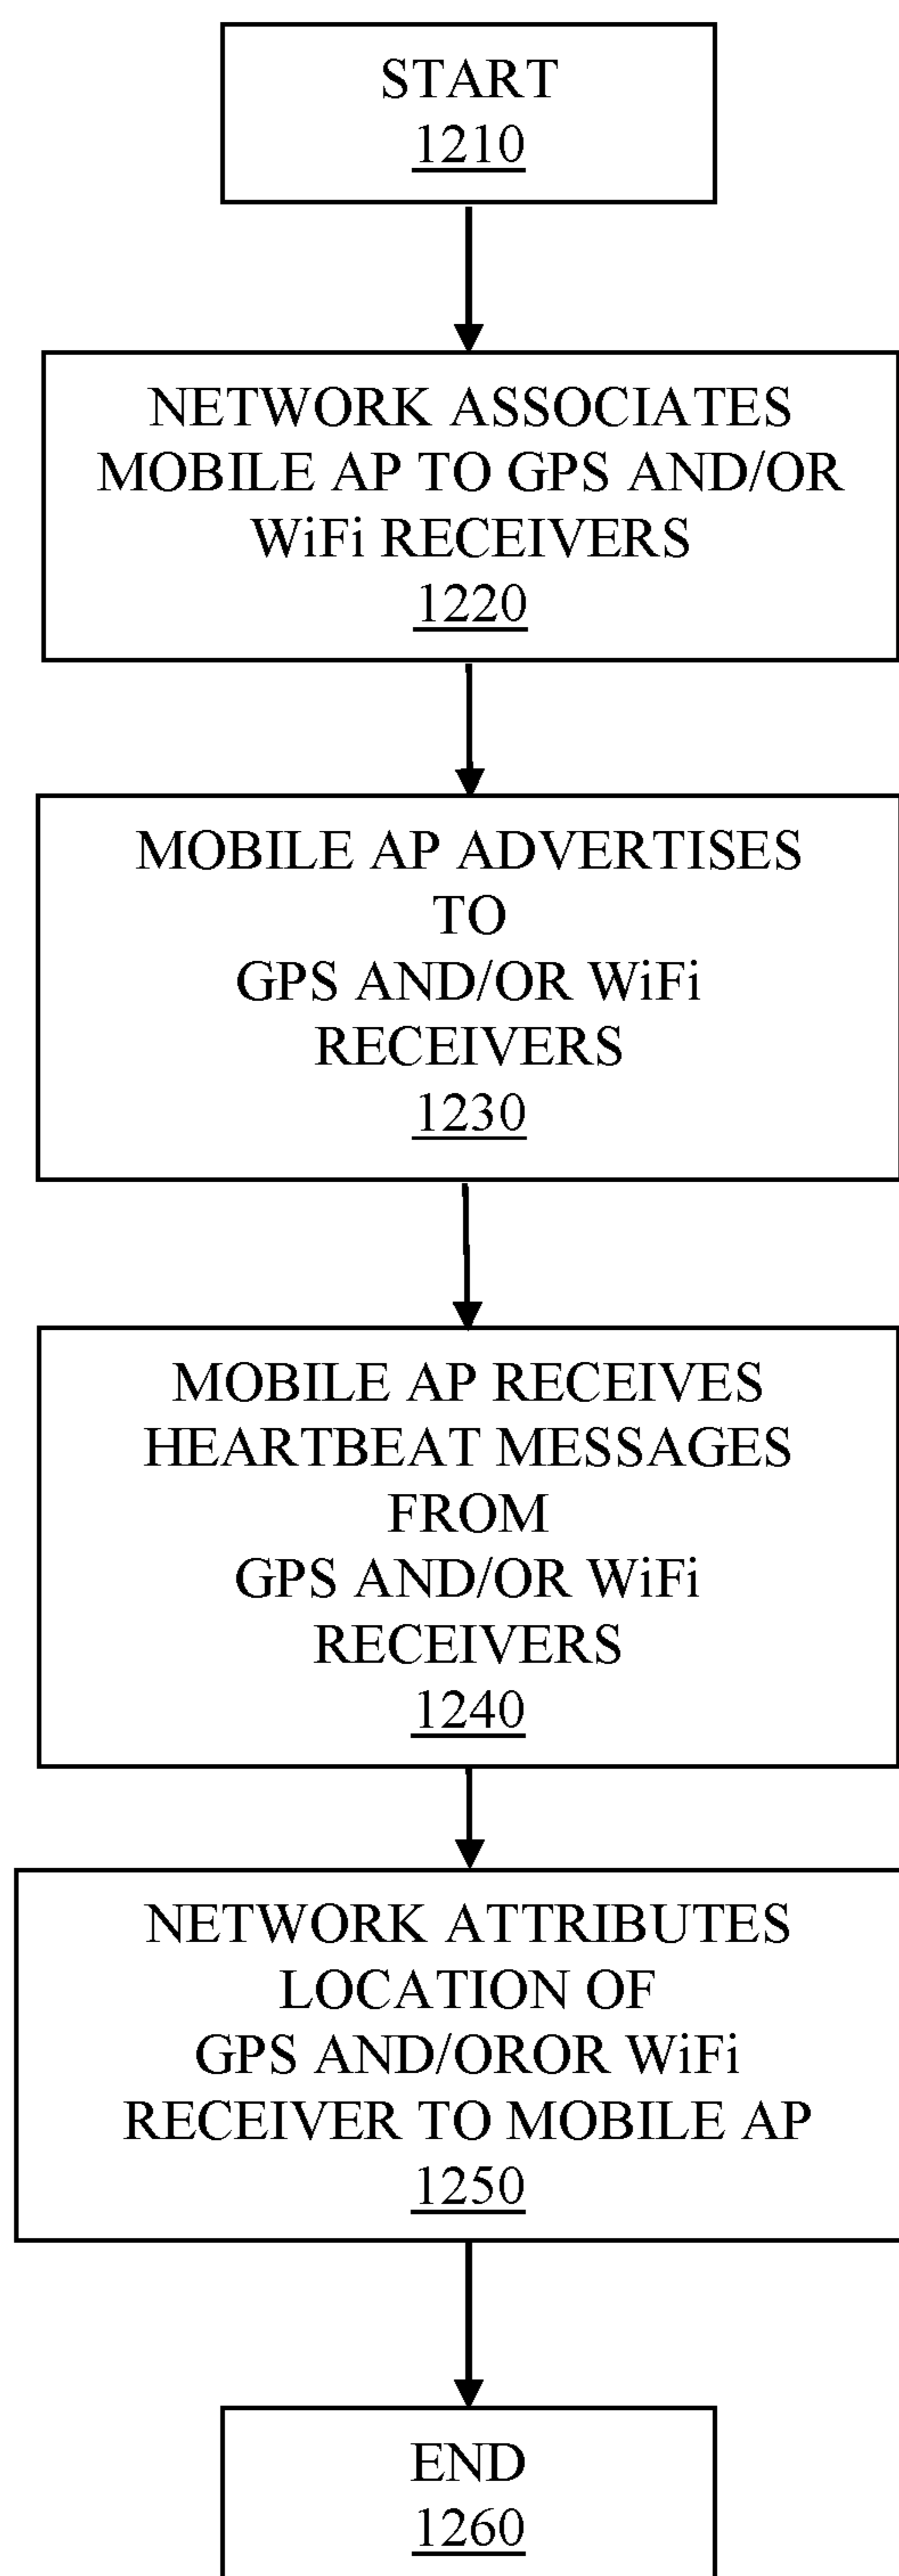 START
1210
NETWORK ASSOCIATES
MOBILE AP TO GPS AND/OR
WiFi RECEIVERS
1220
MOBILE AP ADVERTISES
TO
GPS AND/OR WiFi
RECEIVERS
1230
MOBILE AP RECEIVES
HEARTBEAT MESSAGES
FROM
GPS AND/OR WiFi
RECEIVERS
1240
NETWORK ATTRIBUTES
LOCATION OF
GPS AND/OROR WiFi
RECEIVER TO MOBILE AP
1250
END
1260